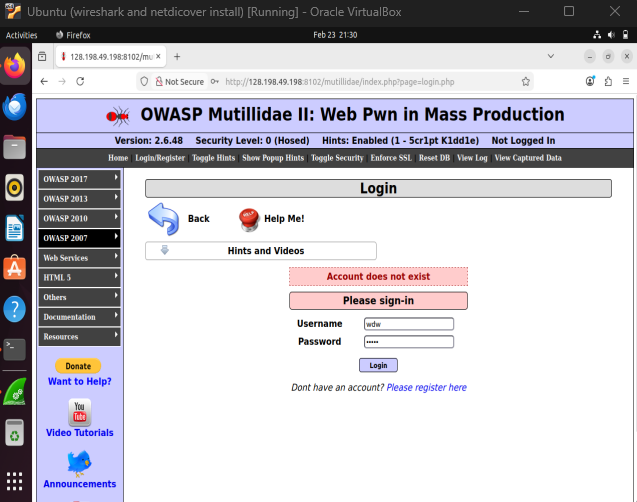 Ubuntu (wireshark and netdicover install) [Running] - Oracle VirtualBox
Activities Firefox Feb 23 21:30
128.198.49.198:8102/mu
Not Secure http://128.198.49.198:8102/mutillidae/index.php?page=login.php
OWASP Mutillidae II: Web Pwn in Mass Production
Version: 2.6.48 Security Level: 0 (Hosed) Hints: Enabled (1 - 5cr1pt K1dd1e) Not Logged In
Home | Login/Register | Toggle Hints | Show Popup Hints | Toggle Security | Enforce SSL | Reset DB | View Log | View Captured Data
OWASP 2017
OWASP 2013
OWASP 2010
OWASP 2007
Web Services
HTML 5
Others
Documentation
Resources
Donate
Want to Help?
You
Tube
Video Tutorials
Announcements
Login
Back
Help Me!
Hints and Videos
Account does not exist
Please sign-in
Username wdw
Password •••••
Login
Dont have an account? Please register here